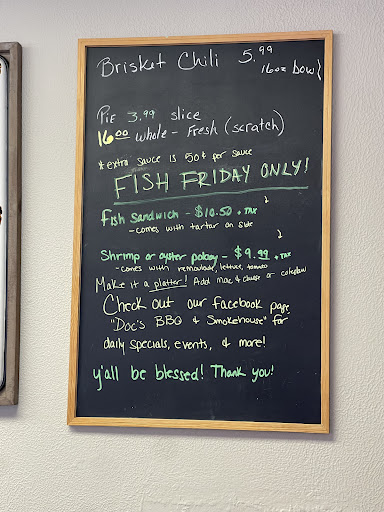 Brisket Chili 5.99
16oz bowl
Pie 3.99 slice
16.00 whole - Fresh (scratch)
*extra sauce is 50¢ per sauce
FISH FRIDAY ONLY!
fish sandwich - $10.50 + TAX
- comes with tartar on side
Shrimp or oyster poboy - $9.99 + TAX
- comes with remoulade, lettuce, tomato
Make it a platter! Add mac & cheese or coleslaw
Check out our facebook page
"Doc's BBQ & Smokehouse" for
daily specials, events, & more!
y'all be blessed! Thank you!